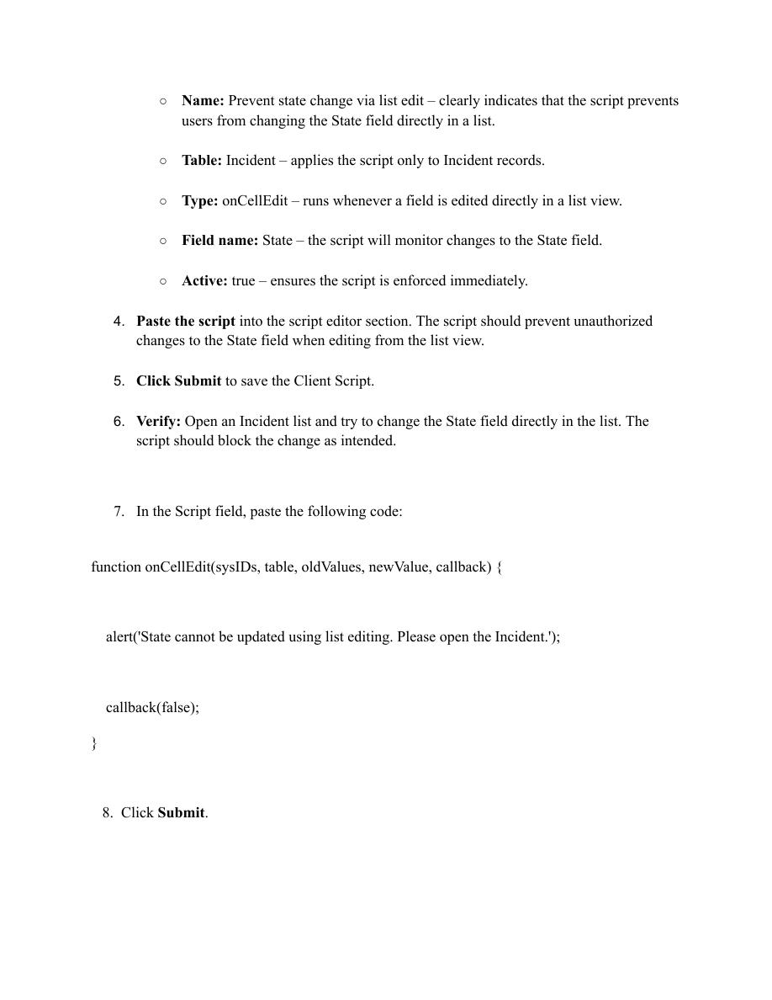 ○ Name: Prevent state change via list edit – clearly indicates that the script prevents
users from changing the State field directly in a list.
○ Table: Incident – applies the script only to Incident records.
○ Type: onCellEdit – runs whenever a field is edited directly in a list view.
○ Field name: State – the script will monitor changes to the State field.
○ Active: true – ensures the script is enforced immediately.
4. Paste the script into the script editor section. The script should prevent unauthorized
changes to the State field when editing from the list view.
5. Click Submit to save the Client Script.
6. Verify: Open an Incident list and try to change the State field directly in the list. The
script should block the change as intended.
7. In the Script field, paste the following code:
function onCellEdit(sysIDs, table, oldValues, newValue, callback) {
alert('State cannot be updated using list editing. Please open the Incident.');
callback(false);
}
8. Click Submit.